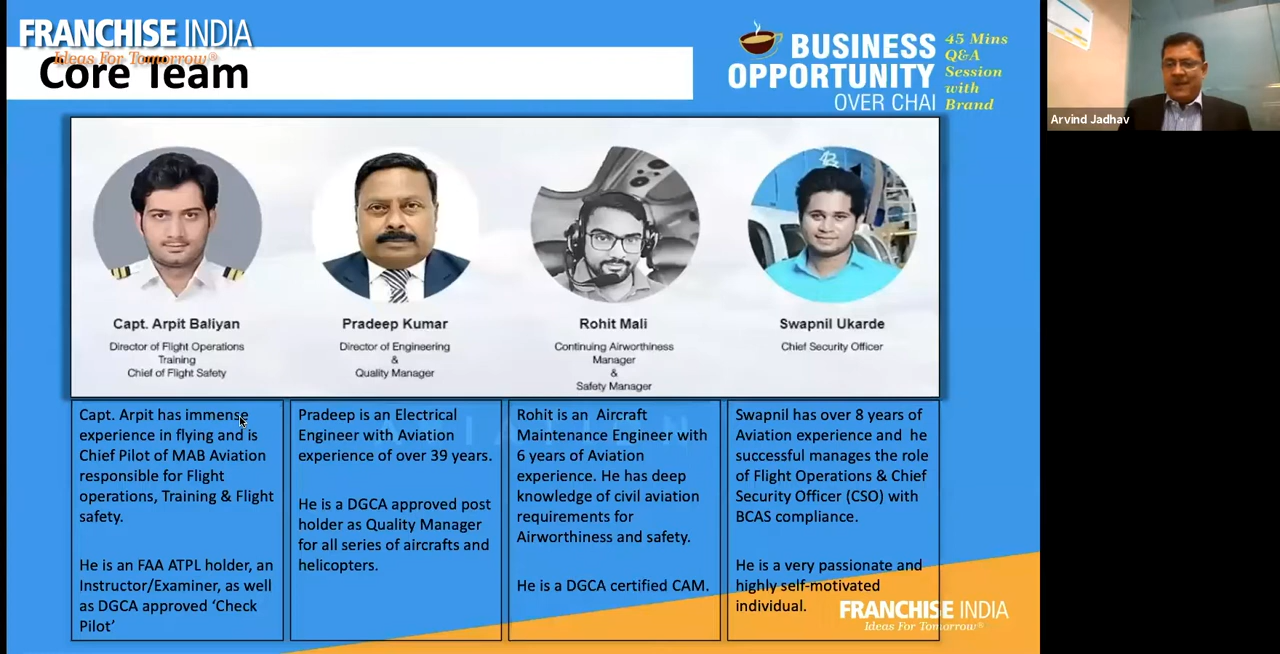 FRANCHISE INDIA
Ideas For Tomorrow®
Core Team
BUSINESS
OPPORTUNITY
OVER CHAI
45 Mins
Q&A
Session
with
Brand
Arvind Jadhav
Capt. Arpit Baliyan
Director of Flight Operations
Training
Chief of Flight Safety
Pradeep Kumar
Director of Engineering
&
Quality Manager
Rohit Mali
Continuing Airworthiness
Manager
&
Safety Manager
Swapnil Ukarde
Chief Security Officer
AVIATION
Capt. Arpit has immense
experience in flying and is
Chief Pilot of MAB Aviation
responsible for Flight
operations, Training & Flight
safety.
He is an FAA ATPL holder, an
Instructor/Examiner, as well
as DGCA approved ‘Check
Pilot’
Pradeep is an Electrical
Engineer with Aviation
experience of over 39 years.
He is a DGCA approved post
holder as Quality Manager
for all series of aircrafts and
helicopters.
Rohit is an Aircraft
Maintenance Engineer with
6 years of Aviation
experience. He has deep
knowledge of civil aviation
requirements for
Airworthiness and safety.
He is a DGCA certified CAM.
Swapnil has over 8 years of
Aviation experience and he
successful manages the role
of Flight Operations & Chief
Security Officer (CSO) with
BCAS compliance.
He is a very passionate and
highly self-motivated
individual.
FRANCHISE INDIA
Ideas For Tomorrow®